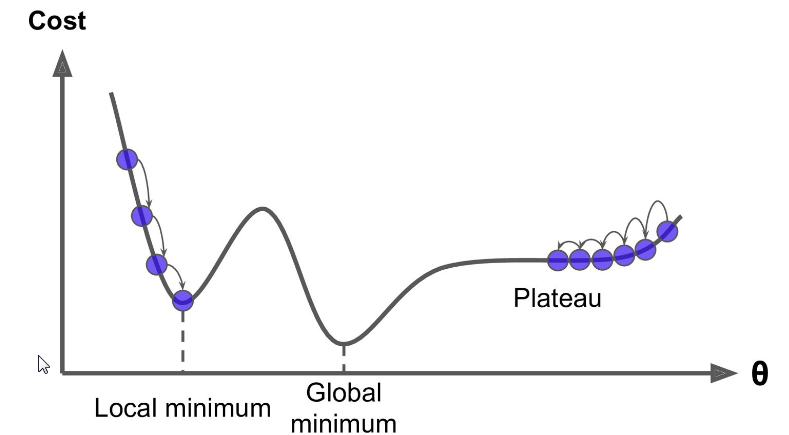 Cost
Plateau
θ
Local minimum
Global
minimum